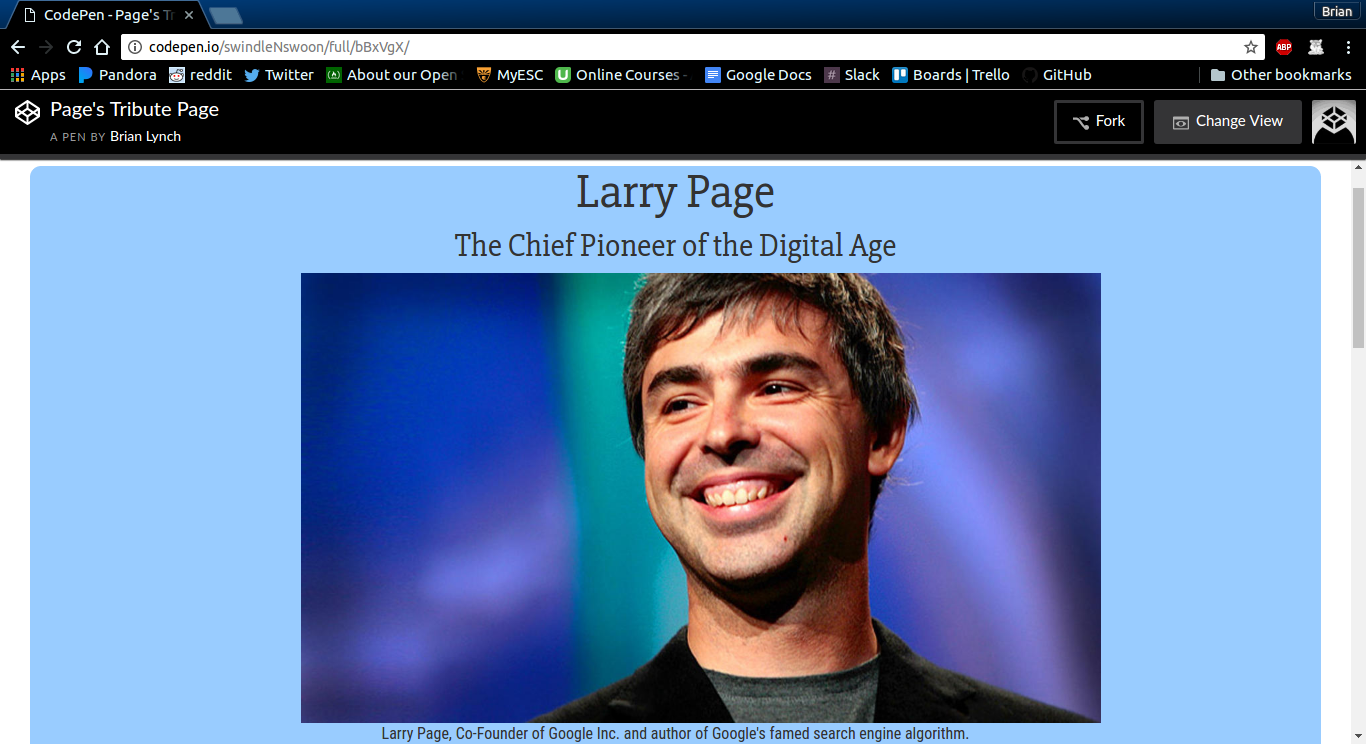 CodePen - Page's Tr
Brian
codepen.io/swindleNswoon/full/bBxVgX/
ABP
Apps Pandora reddit Twitter About our Open MyESC Online Courses - Google Docs Slack Boards | Trello GitHub Other bookmarks
Page's Tribute Page
A PEN BY Brian Lynch
Fork Change View
Larry Page
The Chief Pioneer of the Digital Age
Larry Page, Co-Founder of Google Inc. and author of Google's famed search engine algorithm.